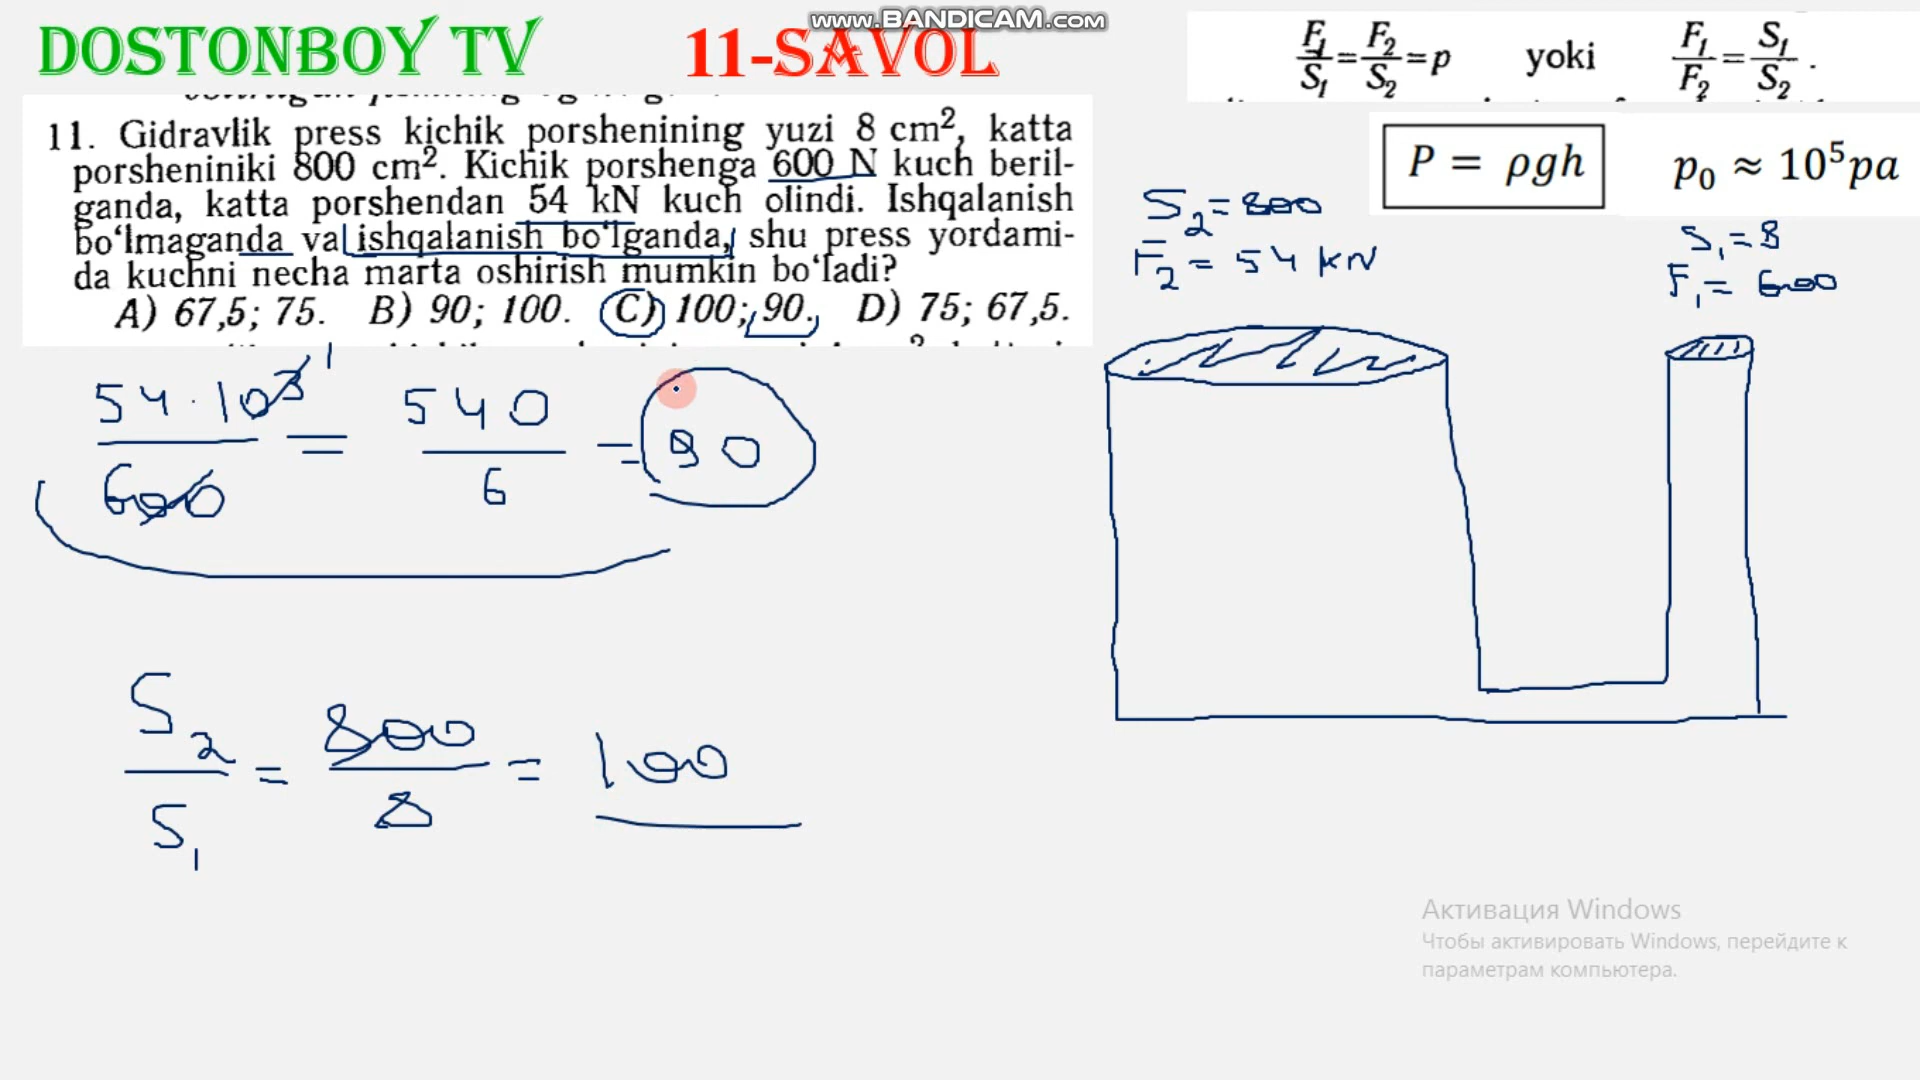 WWW.BANDICAM.COM
DOSTONBOY TV
11-SAVOL
F₁/S₁ = F₂/S₂ = p yoki F₁/F₂ = S₁/S₂ .
11. Gidravlik press kichik porshenining yuzi 8 cm², katta
porsheniniki 800 cm². Kichik porshenga 600 N kuch beril-
ganda, katta porshendan 54 kN kuch olindi. Ishqalanish
bo‘lmaganda va ishqalanish bo‘lganda, shu press yordami-
da kuchni necha marta oshirish mumkin bo‘ladi?
A) 67,5; 75. B) 90; 100. C) 100; 90. D) 75; 67,5.
P = ρgh
p₀ ≈ 10⁵pa
S₂ = 800
F₂ = 54 kN
S₁ = 8
F₁ = 600
54 · 10³ / 600 = 540 / 6 = 90
1
S₂ / S₁ = 800 / 8 = 100
Активация Windows
Чтобы активировать Windows, перейдите к
параметрам компьютера.